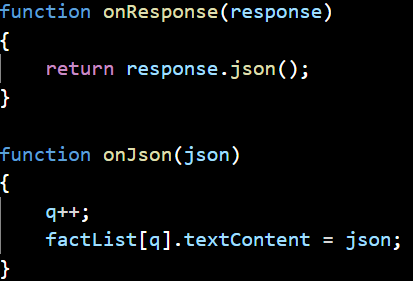 function onResponse(response)
{
    return response.json();
}
function onJson(json)
{
    q++;
    factList[q].textContent = json;
}